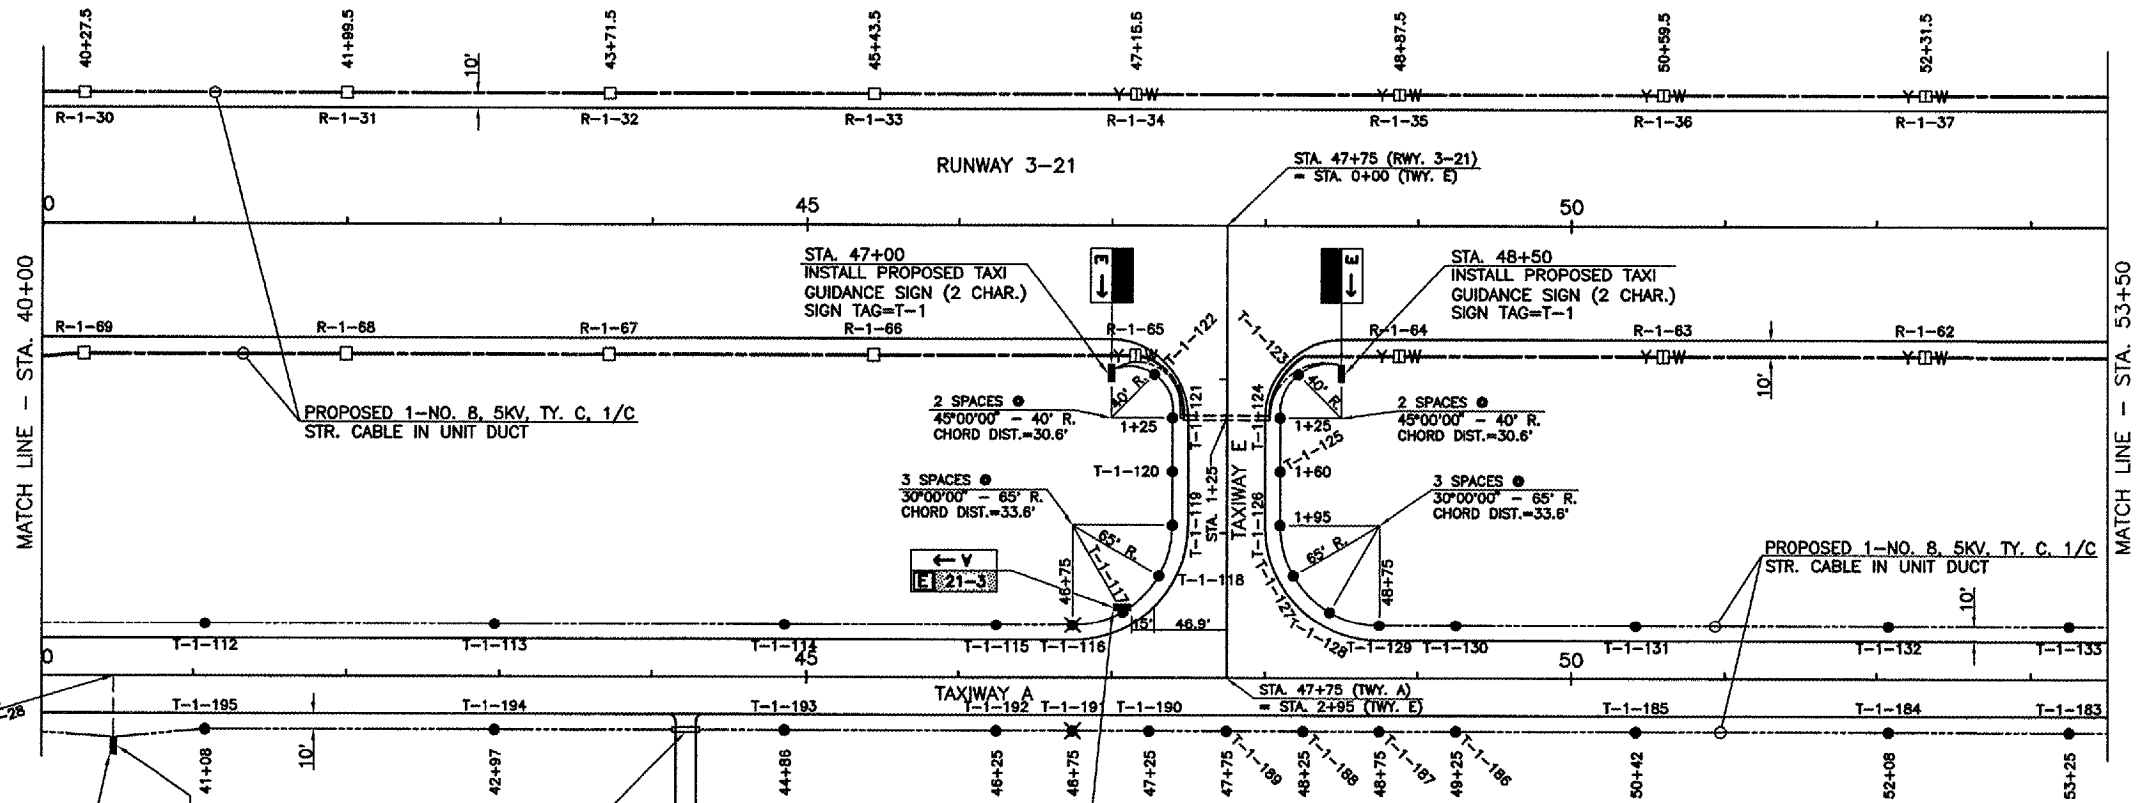 40+27.5
41+99.5
43+71.5
45+43.5
47+15.5
48+87.5
50+59.5
52+31.5
10'
Y W
Y W
Y W
Y W
R-1-30
R-1-31
R-1-32
R-1-33
R-1-34
R-1-35
R-1-36
R-1-37
RUNWAY 3-21
STA. 47+75 (RWY. 3-21)
= STA. 0+00 (TWY. E)
0
45
50
MATCH LINE - STA. 40+00
MATCH LINE - STA. 53+50
STA. 47+00
INSTALL PROPOSED TAXI
GUIDANCE SIGN (2 CHAR.)
SIGN TAG=T-1
E ↓
E ↓
STA. 48+50
INSTALL PROPOSED TAXI
GUIDANCE SIGN (2 CHAR.)
SIGN TAG=T-1
R-1-69
R-1-68
R-1-67
R-1-66
R-1-65
T-1-122
T-1-123
R-1-64
R-1-63
R-1-62
Y W
Y W
Y W
Y W
10'
PROPOSED 1-NO. 8, 5KV, TY. C, 1/C
STR. CABLE IN UNIT DUCT
2 SPACES @
45°00'00" - 40' R.
CHORD DIST.=30.6'
40' R.
1+25
T-1-121
T-1-124
40' R.
1+25
2 SPACES @
45°00'00" - 40' R.
CHORD DIST.=30.6'
T-1-125
T-1-120
1+60
3 SPACES @
30°00'00" - 65' R.
CHORD DIST.=33.6'
T-1-119
STA. 1+25
TAXIWAY E
T-1-126
1+95
3 SPACES @
30°00'00" - 65' R.
CHORD DIST.=33.6'
65' R.
65' R.
← A
E 21-3
46+75
T-1-117
T-1-118
T-1-127
T-1-128
48+75
PROPOSED 1-NO. 8, 5KV, TY. C, 1/C
STR. CABLE IN UNIT DUCT
15'
46.9'
10'
T-1-112
T-1-113
T-1-114
T-1-115
T-1-116
T-1-129
T-1-130
T-1-131
T-1-132
T-1-133
0
45
50
TAXIWAY A
STA. 47+75 (TWY. A)
= STA. 2+95 (TWY. E)
-28
T-1-195
T-1-194
T-1-193
T-1-192
T-1-191
T-1-190
T-1-189
T-1-188
T-1-187
T-1-186
T-1-185
T-1-184
T-1-183
10'
41+08
42+97
44+86
46+25
46+75
47+25
47+75
48+25
48+75
49+25
50+42
52+08
53+25